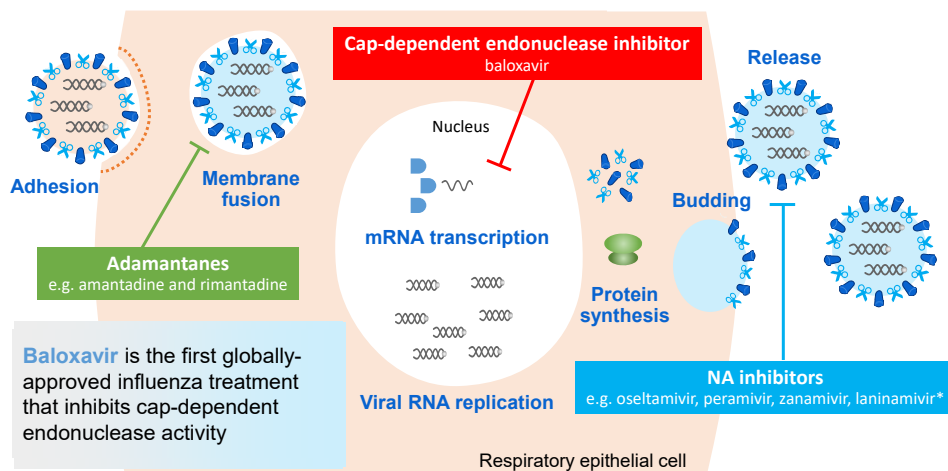 Cap-dependent endonuclease inhibitor
baloxavir
Release
Nucleus
Adhesion
Membrane
fusion
Budding
mRNA transcription
Adamantanes
e.g. amantadine and rimantadine
Protein
synthesis
Baloxavir is the first globally-
approved influenza treatment
that inhibits cap-dependent
endonuclease activity
Viral RNA replication
NA inhibitors
e.g. oseltamivir, peramivir, zanamivir, laninamivir*
Respiratory epithelial cell